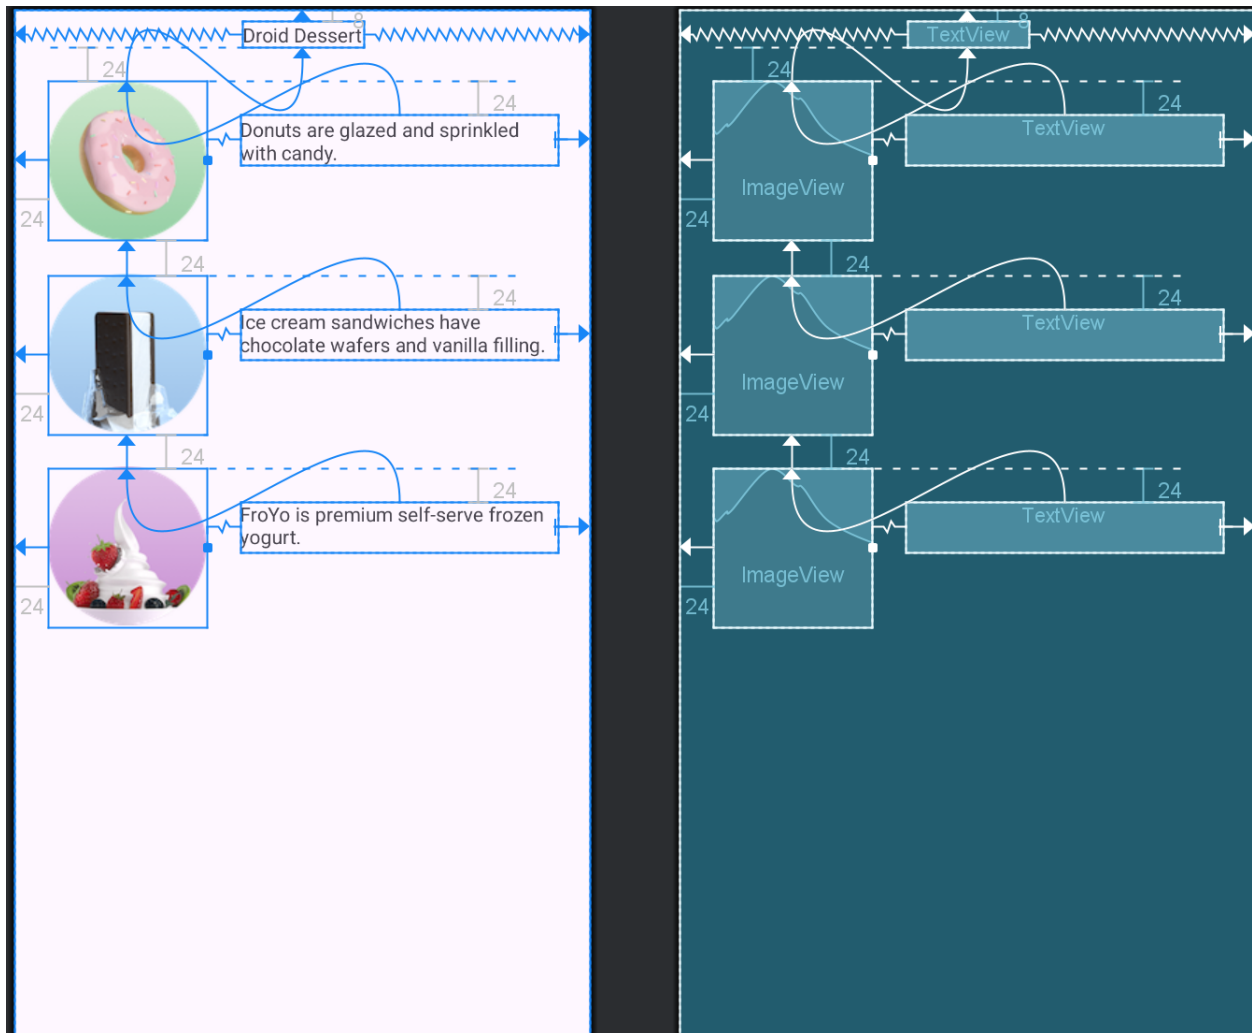 8
Droid Dessert
24
24
Donuts are glazed and sprinkled
with candy.
24
24
24
Ice cream sandwiches have
chocolate wafers and vanilla filling.
24
24
24
FroYo is premium self-serve frozen
yogurt.
24
8
TextView
24
24
TextView
ImageView
24
24
24
TextView
ImageView
24
24
24
TextView
ImageView
24